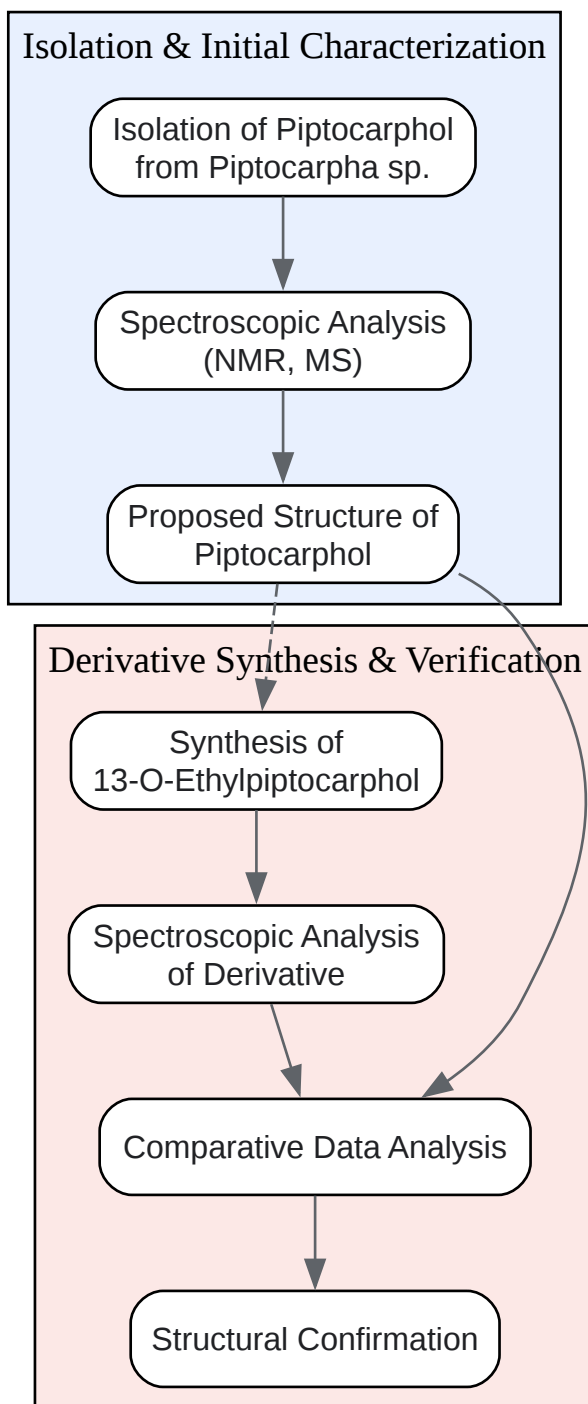 Isolation & Initial Characterization
Isolation of Piptocarphol
from Piptocarpha sp.
Spectroscopic Analysis
(NMR, MS)
Proposed Structure of
Piptocarphol
Derivative Synthesis & Verification
Synthesis of
13-O-Ethylpiptocarphol
Spectroscopic Analysis
of Derivative
Comparative Data Analysis
Structural Confirmation